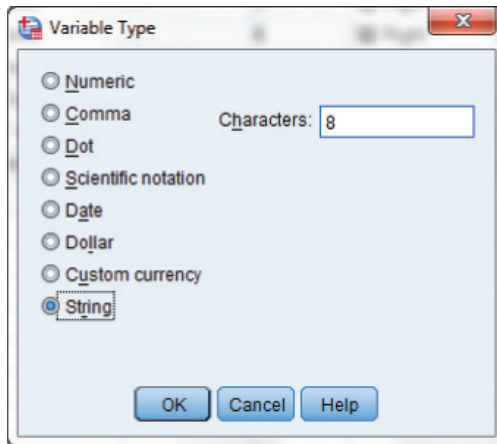 Variable Type
Numeric
Comma
Characters: 8
Dot
Scientific notation
Date
Dollar
Custom currency
String
OK Cancel Help